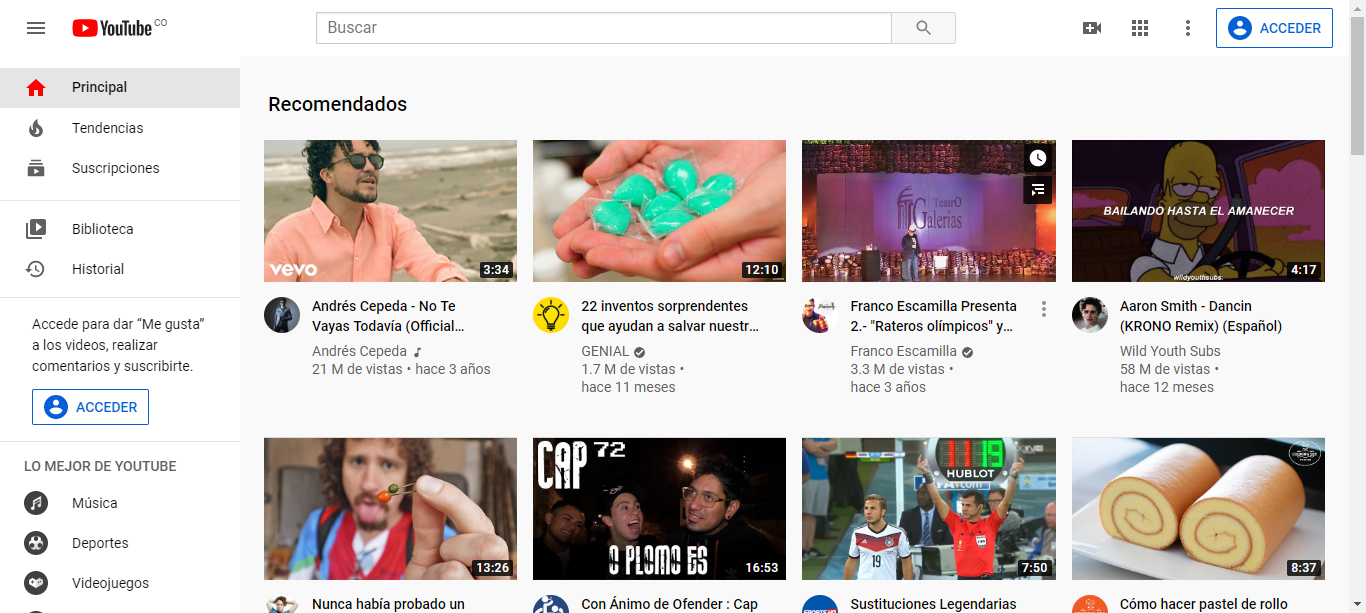 YouTube CO
Buscar
ACCEDER
Principal
Tendencias
Suscripciones
Biblioteca
Historial
Accede para dar “Me gusta”
a los videos, realizar
comentarios y suscribirte.
ACCEDER
LO MEJOR DE YOUTUBE
Música
Deportes
Videojuegos
Recomendados
vevo
3:34
Andrés Cepeda - No Te
Vayas Todavía (Official...
Andrés Cepeda
21 M de vistas • hace 3 años
12:10
22 inventos sorprendentes
que ayudan a salvar nuestr...
GENIAL
1.7 M de vistas •
hace 11 meses
TeatrO
Galerías
Franco Escamilla Presenta
2.- "Rateros olímpicos" y...
Franco Escamilla
3.3 M de vistas •
hace 3 años
BAILANDO HASTA EL AMANECER
wildyouthsubs.
4:17
Aaron Smith - Dancin
(KRONO Remix) (Español)
Wild Youth Subs
58 M de vistas •
hace 12 meses
13:26
Nunca había probado un
CAP 72
O PLOMO ES
16:53
Con Ánimo de Ofender : Cap
11 19
HUBLOT
19
7:50
Sustituciones Legendarias
8:37
Cómo hacer pastel de rollo